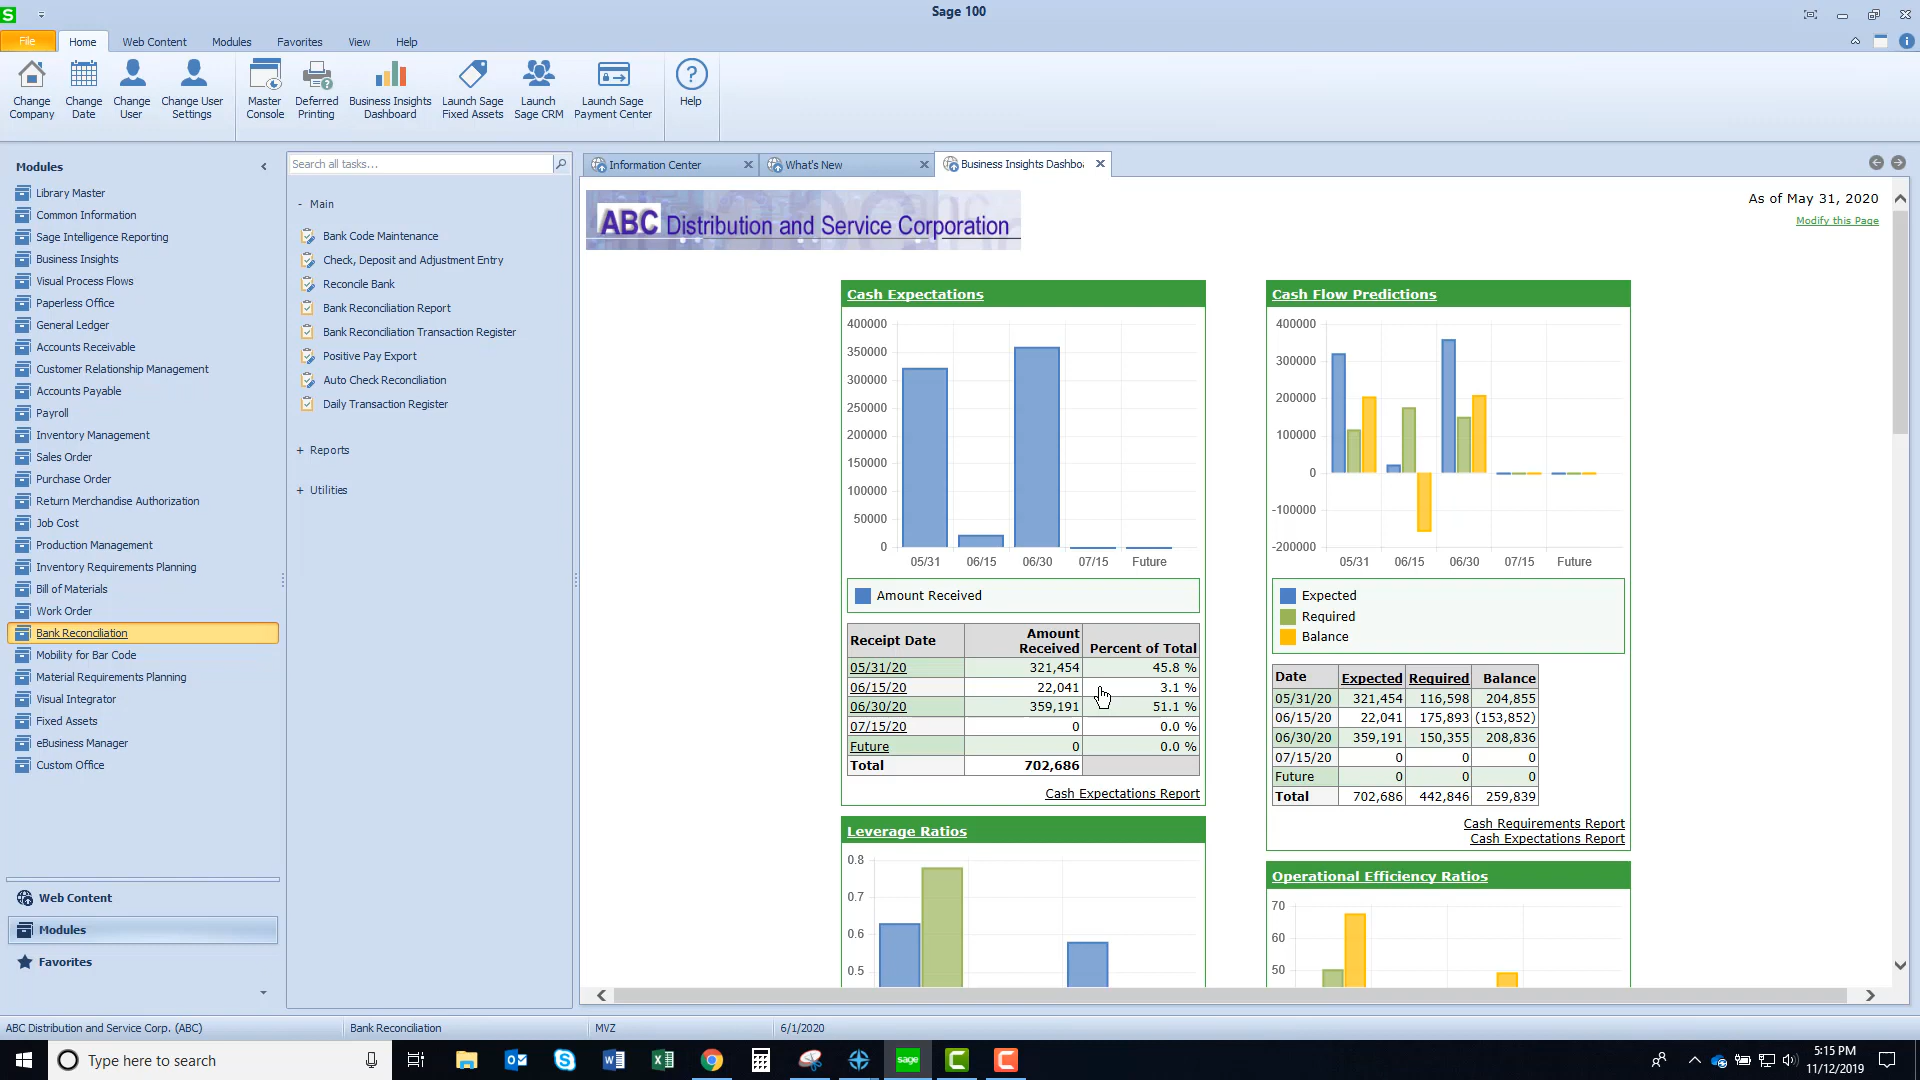 Sage 100
File
Home
Web Content
Modules
Favorites
View
Help
Change Company
Change Date
Change User
Change User Settings
Master Console
Deferred Printing
Business Insights Dashboard
Launch Sage Fixed Assets
Launch Sage CRM
Launch Sage Payment Center
Help
Modules
Library Master
Common Information
Sage Intelligence Reporting
Business Insights
Visual Process Flows
Paperless Office
General Ledger
Accounts Receivable
Customer Relationship Management
Accounts Payable
Payroll
Inventory Management
Sales Order
Purchase Order
Return Merchandise Authorization
Job Cost
Production Management
Inventory Requirements Planning
Bill of Materials
Work Order
Bank Reconciliation
Mobility for Bar Code
Material Requirements Planning
Visual Integrator
Fixed Assets
eBusiness Manager
Custom Office
Web Content
Modules
Favorites
Search all tasks...
- Main
Bank Code Maintenance
Check, Deposit and Adjustment Entry
Reconcile Bank
Bank Reconciliation Report
Bank Reconciliation Transaction Register
Positive Pay Export
Auto Check Reconciliation
Daily Transaction Register
+ Reports
+ Utilities
Information Center
What's New
Business Insights Dashboa
ABC Distribution and Service Corporation
As of May 31, 2020
Modify this Page
Cash Expectations
400000
350000
300000
250000
200000
150000
100000
50000
0
05/31 06/15 06/30 07/15 Future
Amount Received
Receipt Date Amount Received Percent of Total
05/31/20 321,454 45.8 %
06/15/20 22,041 3.1 %
06/30/20 359,191 51.1 %
07/15/20 0 0.0 %
Future 0 0.0 %
Total 702,686
Cash Expectations Report
Leverage Ratios
0.8
0.7
0.6
0.5
Cash Flow Predictions
400000
300000
200000
100000
0
-100000
-200000
05/31 06/15 06/30 07/15 Future
Expected
Required
Balance
Date Expected Required Balance
05/31/20 321,454 116,598 204,855
06/15/20 22,041 175,893 (153,852)
06/30/20 359,191 150,355 208,836
07/15/20 0 0 0
Future 0 0 0
Total 702,686 442,846 259,839
Cash Requirements Report
Cash Expectations Report
Operational Efficiency Ratios
70
60
50
ABC Distribution and Service Corp. (ABC)
Bank Reconciliation
MVZ
6/1/2020
Type here to search
sage
5:15 PM
11/12/2019